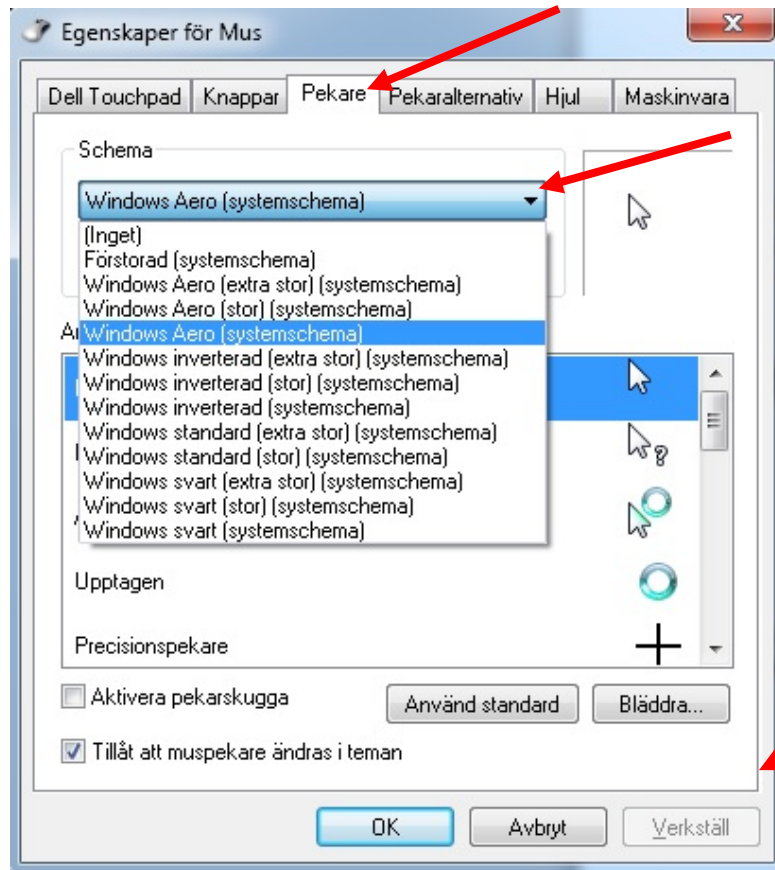 Egenskaper för Mus
Dell Touchpad Knappar Pekare Pekaralternativ Hjul Maskinvara
Schema
Windows Aero (systemschema)
(Inget)
Förstorad (systemschema)
Windows Aero (extra stor) (systemschema)
Windows Aero (stor) (systemschema)
Windows Aero (systemschema)
Windows inverterad (extra stor) (systemschema)
Windows inverterad (stor) (systemschema)
Windows inverterad (systemschema)
Windows standard (extra stor) (systemschema)
Windows standard (stor) (systemschema)
Windows svart (extra stor) (systemschema)
Windows svart (stor) (systemschema)
Windows svart (systemschema)
Upptagen
Precisionspekare
Aktivera pekarskugga
Använd standard
Bläddra...
Tillåt att muspekare ändras i teman
OK Avbryt Verkställ